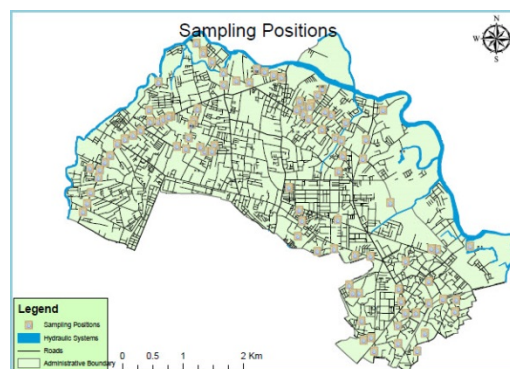 Sampling Positions
N
W E
S
Legend
Sampling Positions
Hydraulic Systems
Roads
Administrative Boundary
0 0.5 1 2 Km